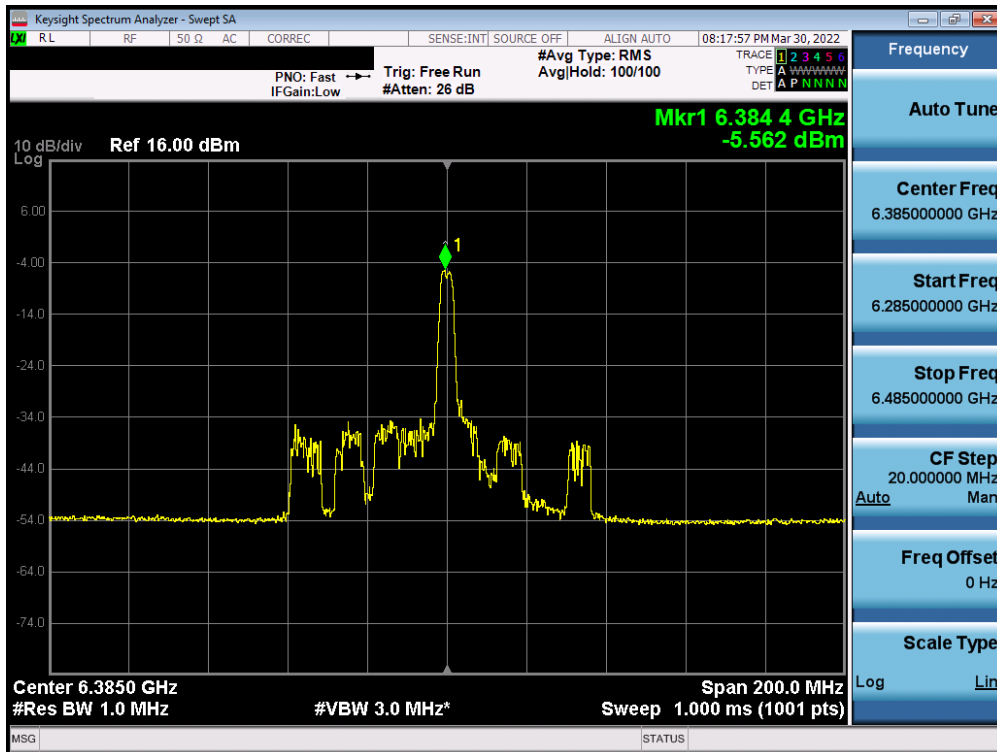 Keysight Spectrum Analyzer - Swept SA
LXI RL RF 50 Ω AC CORREC SENSE:INT SOURCE OFF ALIGN AUTO 08:17:57 PM Mar 30, 2022
PNO: Fast
IFGain:Low
Trig: Free Run
#Atten: 26 dB
#Avg Type: RMS
Avg|Hold: 100/100
TRACE 1 2 3 4 5 6
TYPE A WWWWW
DET A P N N N N
Mkr1 6.384 4 GHz
-5.562 dBm
10 dB/div Ref 16.00 dBm
Log
6.00
1
-4.00
-14.0
-24.0
-34.0
-44.0
-54.0
-64.0
-74.0
Center 6.3850 GHz Span 200.0 MHz
#Res BW 1.0 MHz #VBW 3.0 MHz* Sweep 1.000 ms (1001 pts)
MSG STATUS
Frequency
Auto Tune
Center Freq
6.385000000 GHz
Start Freq
6.285000000 GHz
Stop Freq
6.485000000 GHz
CF Step
20.000000 MHz
Auto Man
Freq Offset
0 Hz
Scale Type
Log Lin